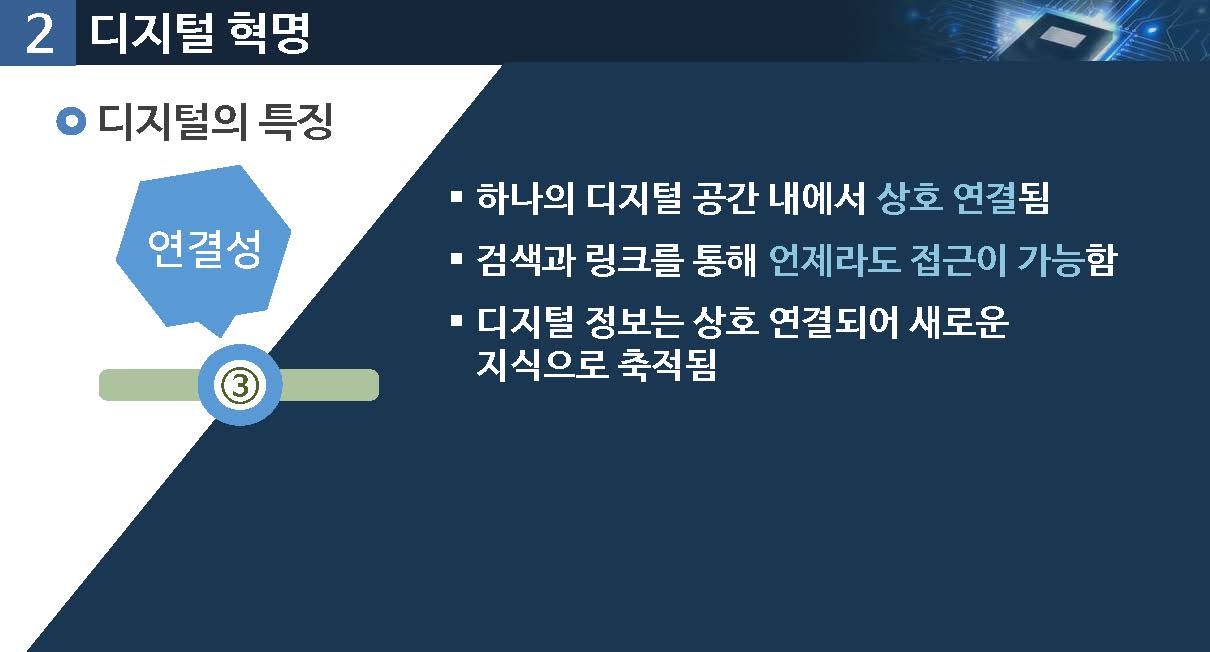 2 디지털 혁명
디지털의 특징
연결성
③
▪ 하나의 디지털 공간 내에서 상호 연결됨
▪ 검색과 링크를 통해 언제라도 접근이 가능함
▪ 디지털 정보는 상호 연결되어 새로운
지식으로 축적됨